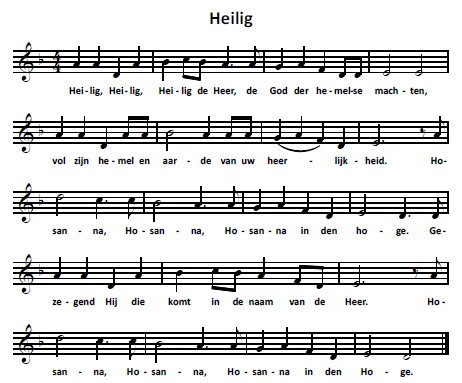 Heilig
Hei - lig, Hei - lig, Hei - lig de Heer, de God der he - mel - se mach - ten,
vol zijn he - mel en aar - de van uw heer - lijk - heid. Ho -
san - na, Ho - san - na, Ho - san - na in den ho - ge. Ge -
ze - gend Hij die komt in de naam van de Heer. Ho -
san - na, Ho - san - na, Ho - san - na in den Ho - ge.